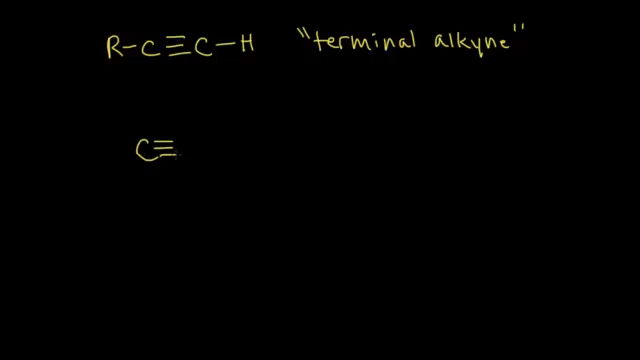 R-C≡C-H "terminal alkyne"
C≡